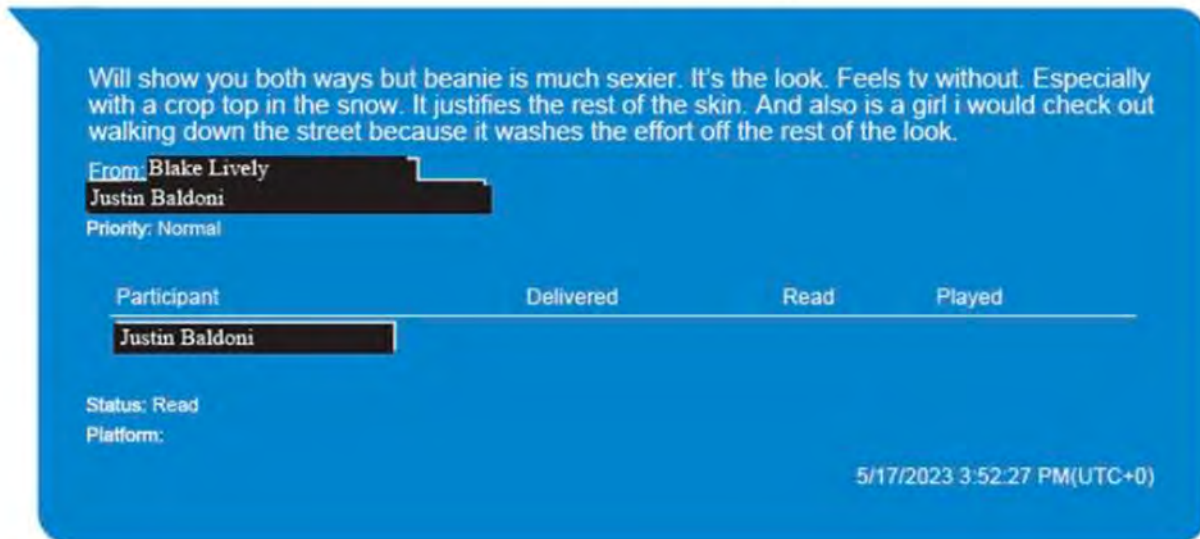 Will show you both ways but beanie is much sexier. It's the look. Feels tv without. Especially
with a crop top in the snow. It justifies the rest of the skin. And also is a girl i would check out
walking down the street because it washes the effort off the rest of the look.
From: Blake Lively
Justin Baldoni
Priority: Normal
Participant Delivered Read Played
Justin Baldoni
Status: Read
Platform:
5/17/2023 3:52:27 PM(UTC+0)